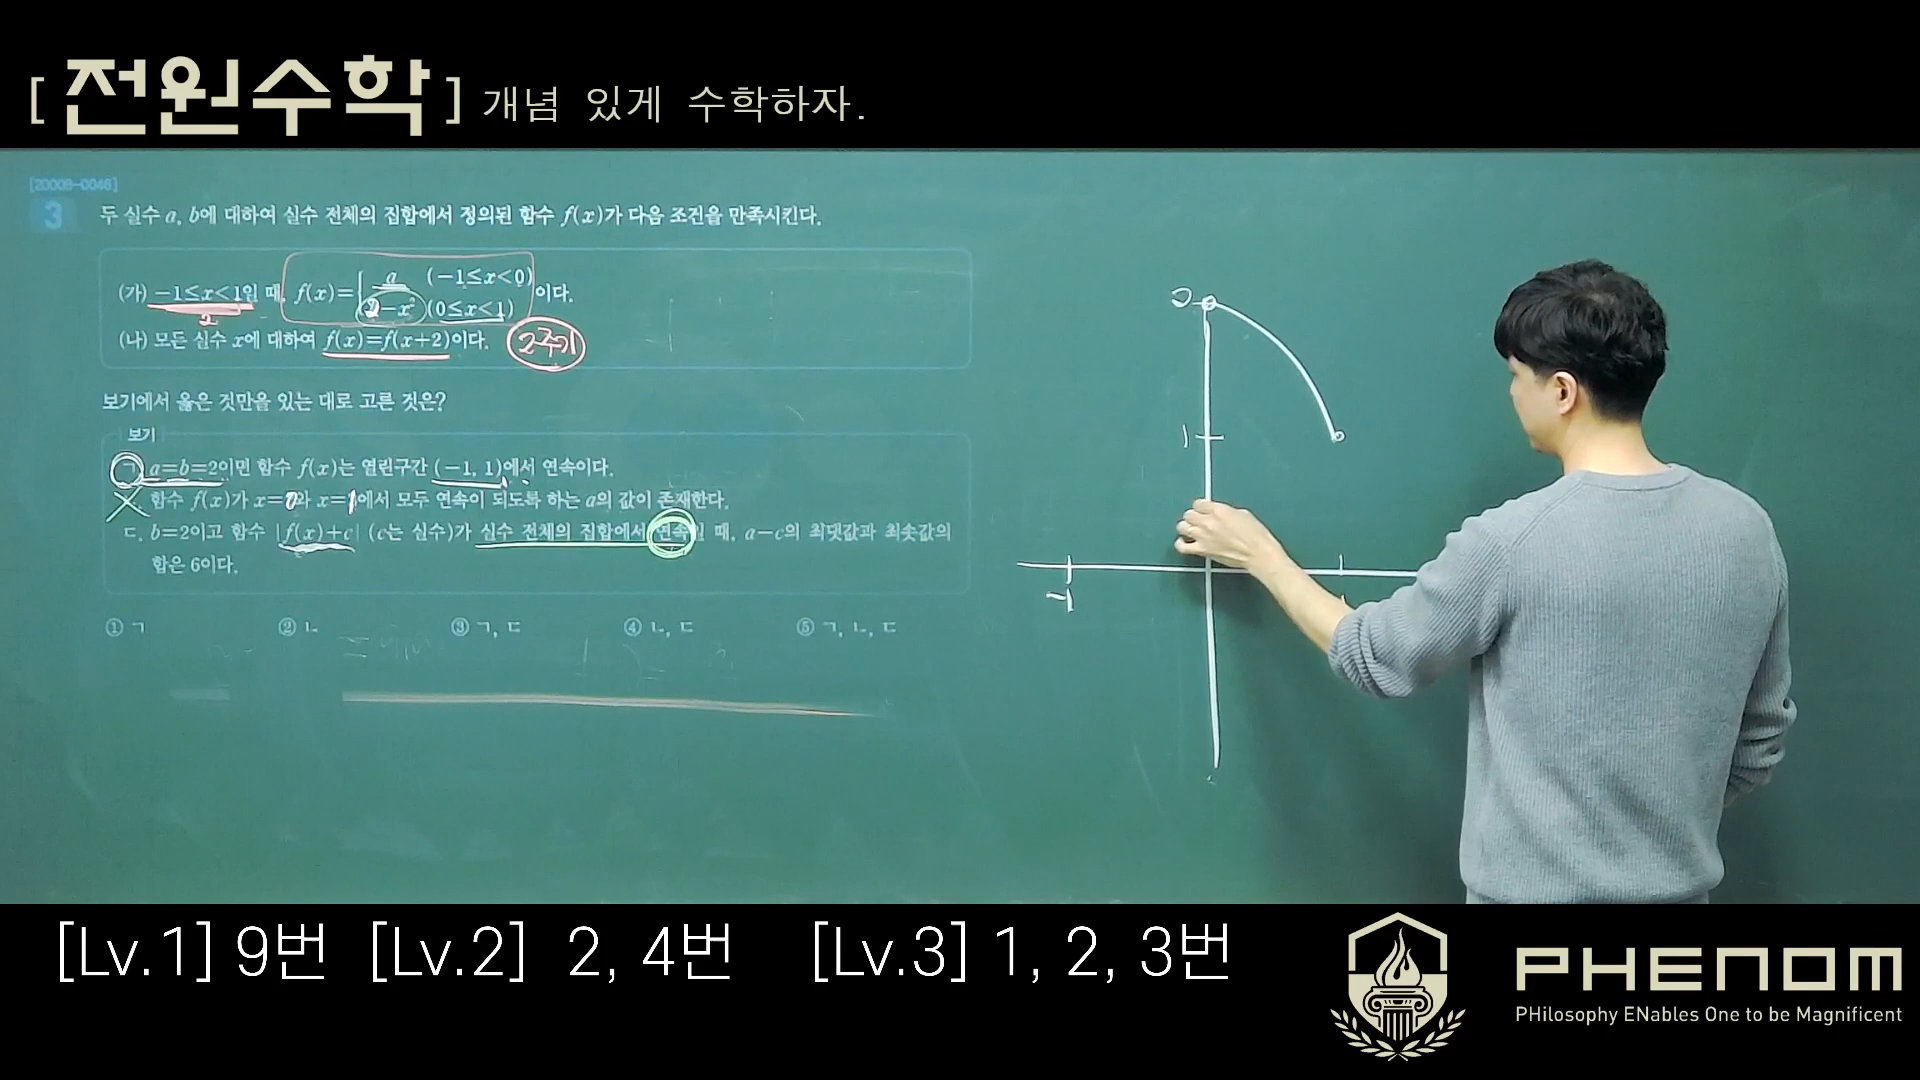 [전원수학] 개념 있게 수학하자.
[20008-0046]
3 두 실수 a, b에 대하여 실수 전체의 집합에서 정의된 함수 f(x)가 다음 조건을 만족시킨다.
(가) -1≤x<1일 때, f(x)={ a (-1≤x<0)
2-x² (0≤x<1) 이다.
2
(나) 모든 실수 x에 대하여 f(x)=f(x+2)이다. 2주기
보기에서 옳은 것만을 있는 대로 고른 것은?
보기
ㄱ. a=b=2이면 함수 f(x)는 열린구간 (-1, 1)에서 연속이다.
함수 f(x)가 x=0와 x=1에서 모두 연속이 되도록 하는 a의 값이 존재한다.
ㄷ. b=2이고 함수 |f(x)+c| (c는 실수)가 실수 전체의 집합에서 연속일 때, a-c의 최댓값과 최솟값의
합은 6이다.
① ㄱ ② ㄴ ③ ㄱ, ㄷ ④ ㄴ, ㄷ ⑤ ㄱ, ㄴ, ㄷ
2
1
-1
[Lv.1] 9번 [Lv.2] 2, 4번 [Lv.3] 1, 2, 3번
PHENOM
PHilosophy ENables One to be Magnificent